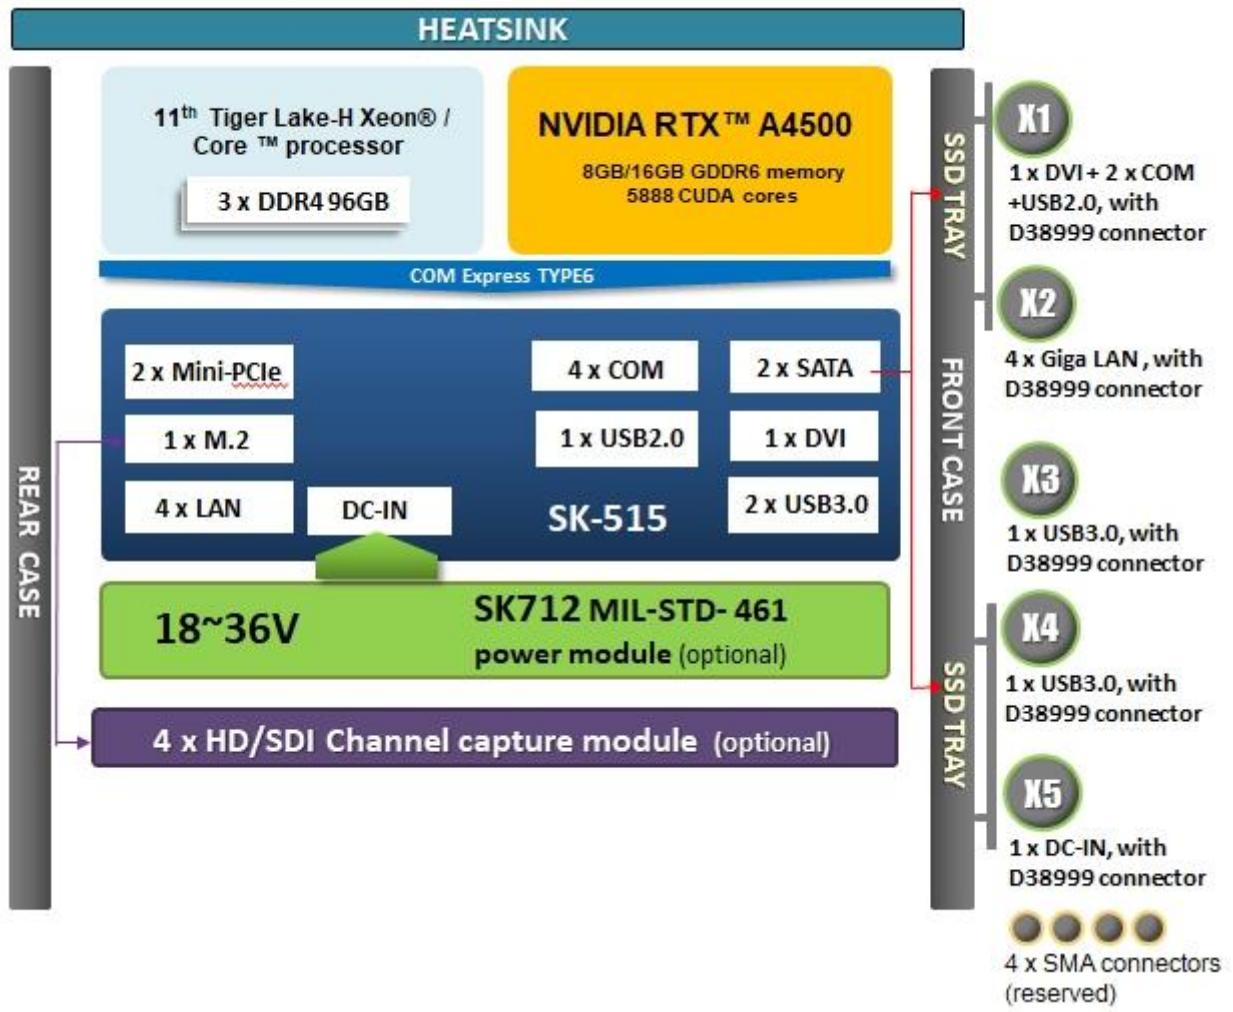 HEATSINK
11th Tiger Lake-H Xeon® /
Core ™ processor
3 x DDR4 96GB
NVIDIA RTX™ A4500
8GB/16GB GDDR6 memory
5888 CUDA cores
COM Express TYPE6
2 x Mini-PCIe
1 x M.2
4 x LAN
DC-IN
4 x COM
1 x USB2.0
SK-515
2 x SATA
1 x DVI
2 x USB3.0
18~36V
SK712 MIL-STD- 461
power module (optional)
4 x HD/SDI Channel capture module (optional)
REAR CASE
SSD TRAY
FRONT CASE
SSD TRAY
X1
1 x DVI + 2 x COM
+USB2.0, with
D38999 connector
X2
4 x Giga LAN , with
D38999 connector
X3
1 x USB3.0, with
D38999 connector
X4
1 x USB3.0, with
D38999 connector
X5
1 x DC-IN, with
D38999 connector
4 x SMA connectors
(reserved)